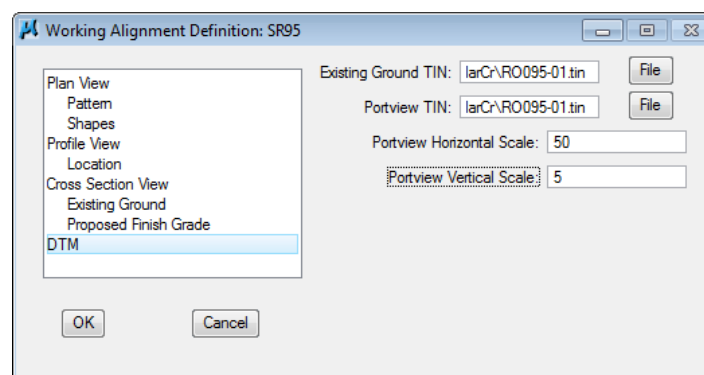 Working Alignment Definition: SR95
Plan View
Pattern
Shapes
Profile View
Location
Cross Section View
Existing Ground
Proposed Finish Grade
DTM
Existing Ground TIN: larCr\RO095-01.tin File
Portview TIN: larCr\RO095-01.tin File
Portview Horizontal Scale: 50
Portview Vertical Scale: 5
OK Cancel